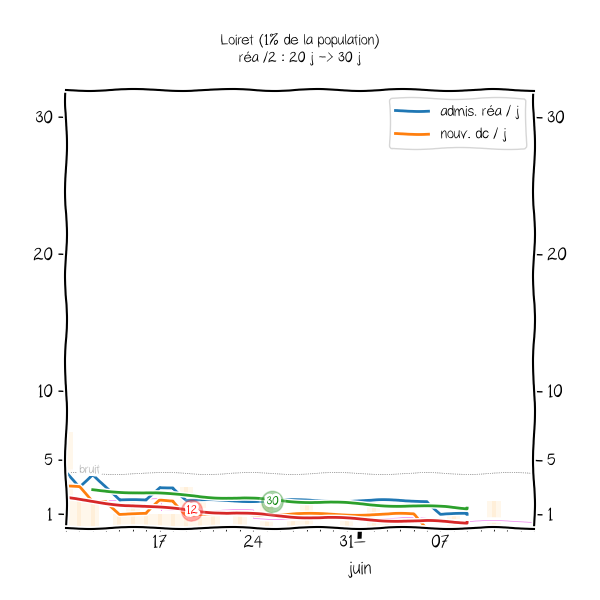 Loiret (1% de la population)
réa /2 : 20 j -> 30 j
admis. réa / j
nouv. dc / j
30 30
20 20
10 10
5 5
bruit
30
12
1 1
17 24 31 07
juin